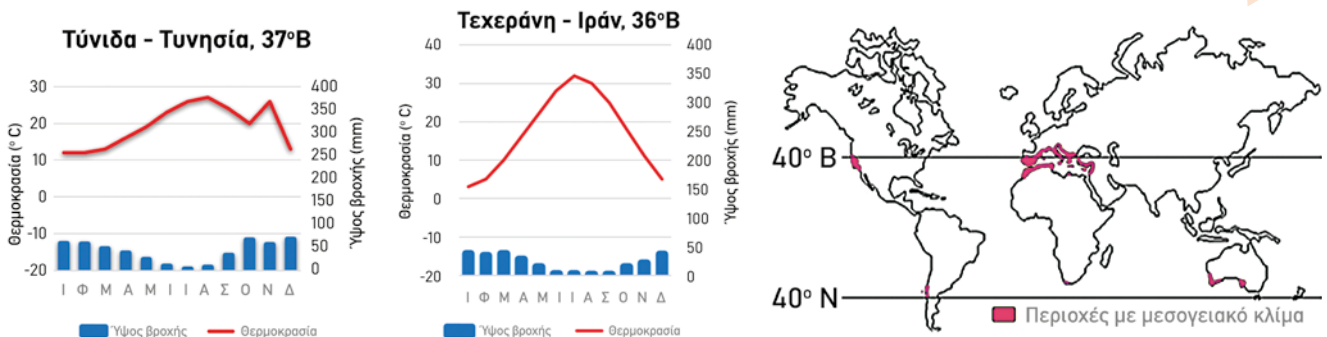 Τύνιδα - Τυνησία, 37°Β
Θερμοκρασία (° C)
30
20
10
0
-10
-20
400
350
300
250
200
150
100
50
0
Ύψος βροχής (mm)
Ι Φ Μ Α Μ Ι Ι Α Σ Ο Ν Δ
Ύψος βροχής Θερμοκρασία
Τεχεράνη - Ιράν, 36°Β
Θερμοκρασία (° C)
40
30
20
10
0
-10
-20
400
350
300
250
200
150
100
50
0
Ύψος βροχής (mm)
Ι Φ Μ Α Μ Ι Ι Α Σ Ο Ν Δ
Ύψος βροχής Θερμοκρασία
40° Β
40° Ν
Περιοχές με μεσογειακό κλίμα